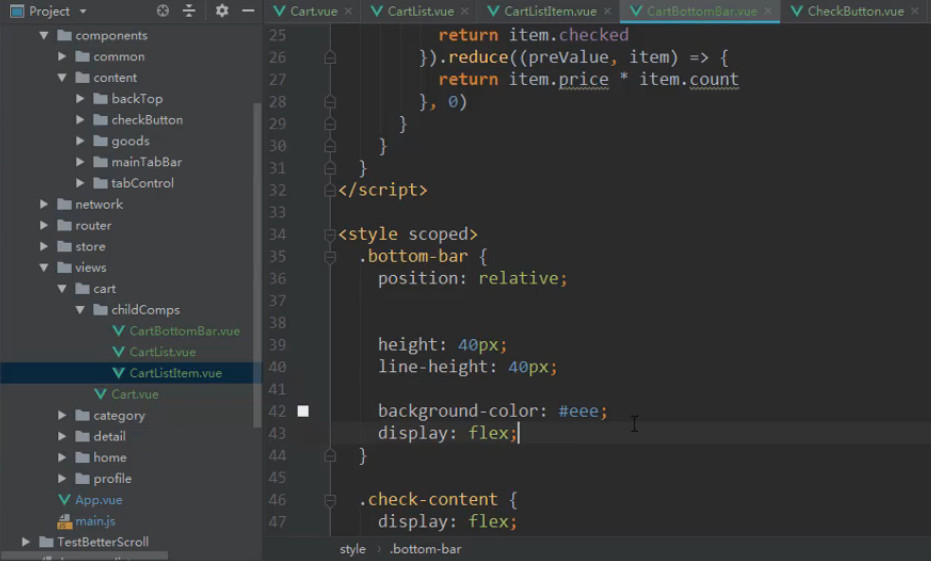 Project
Cart.vue
CartList.vue
CartListItem.vue
CartBottomBar.vue
CheckButton.vue
components
common
content
backTop
checkButton
goods
mainTabBar
tabControl
network
router
store
views
cart
childComps
CartBottomBar.vue
CartList.vue
CartListItem.vue
Cart.vue
category
detail
home
profile
App.vue
main.js
TestBetterScroll
25 return item.checked
26 }).reduce((preValue, item) => {
27 return item.price * item.count
28 }, 0)
29 }
30 }
31 }
32 </script>
33
34 <style scoped>
35 .bottom-bar {
36 position: relative;
37
38
39 height: 40px;
40 line-height: 40px;
41
42 background-color: #eee;
43 display: flex;
44 }
45
46 .check-content {
47 display: flex;
style › .bottom-bar